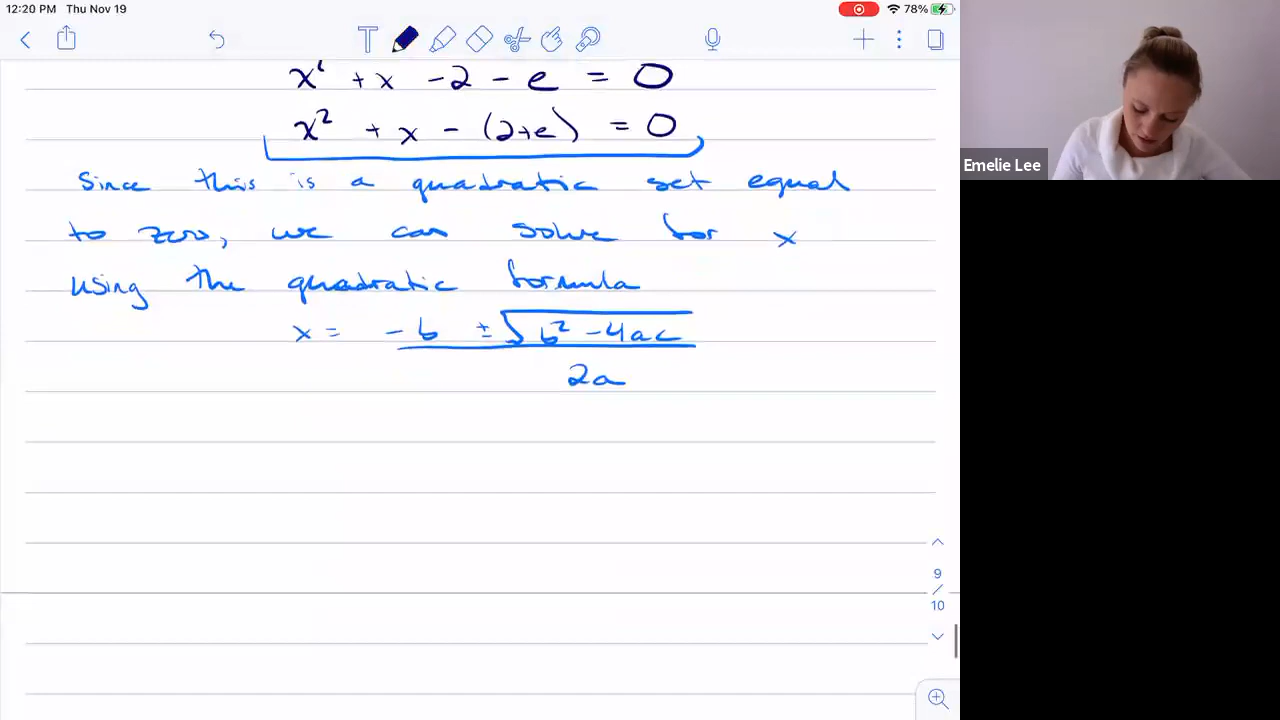 12:20 PM Thu Nov 19
78%
x² + x - 2 - e = 0
x² + x - (2+e) = 0
Since this is a quadratic set equal
to zero, we can solve for x
using the quadratic formula
x = -b ± √b² - 4ac
2a
Emelie Lee
9
/
10